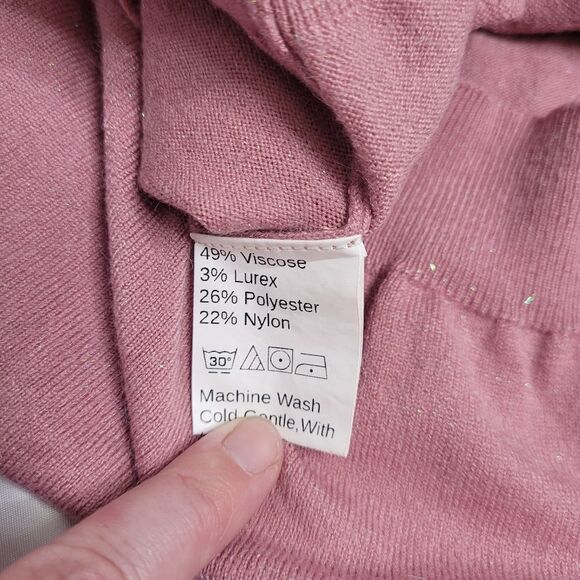 49% Viscose
3% Lurex
26% Polyester
22% Nylon
30°
Machine Wash
Cold Gentle, With